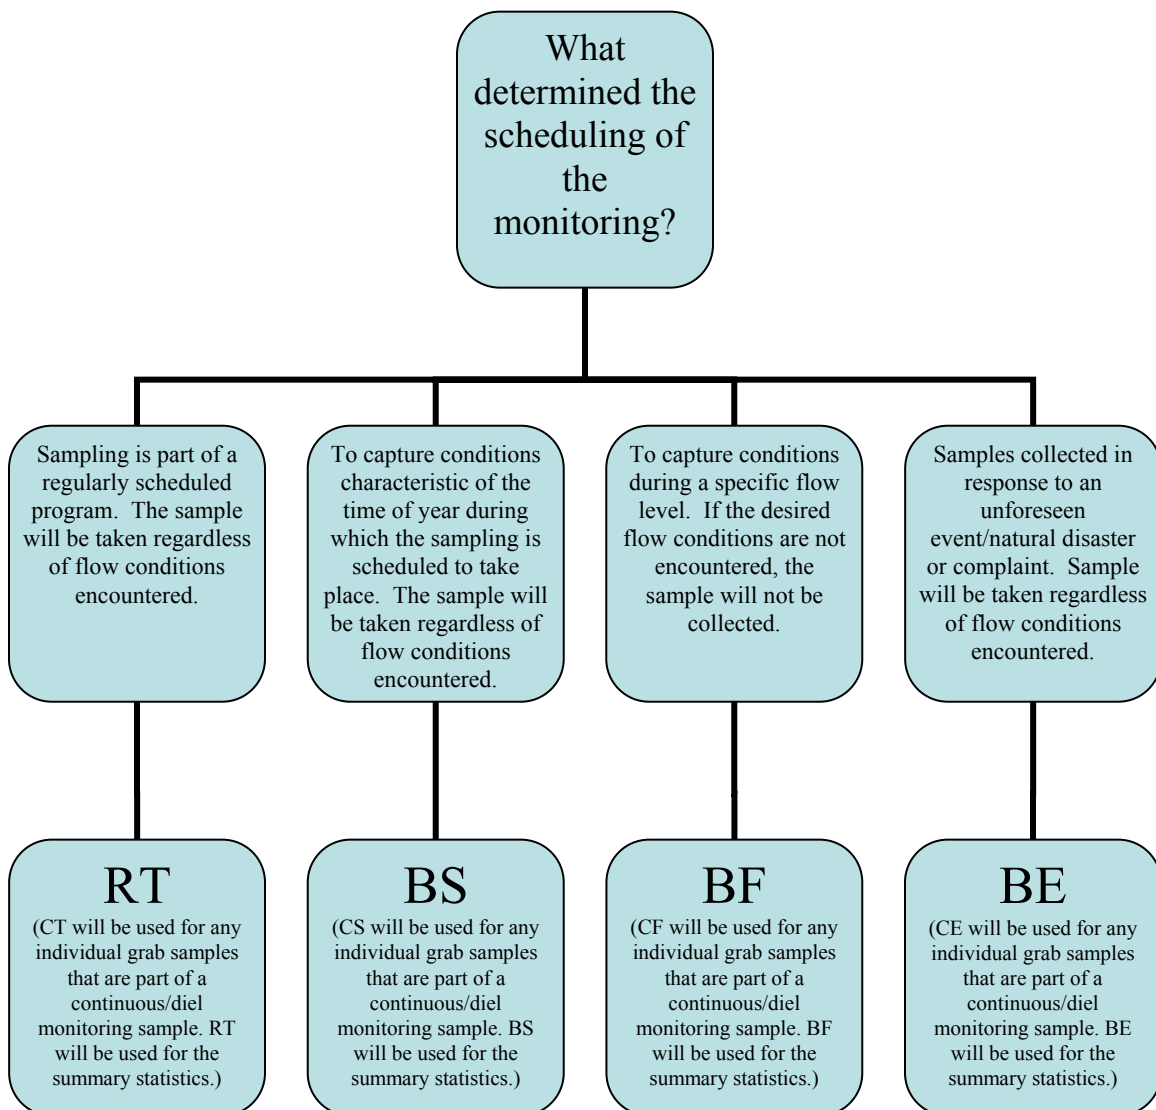 What
determined the
scheduling of
the
monitoring?
Sampling is part of a
regularly scheduled
program. The sample
will be taken regardless
of flow conditions
encountered.
To capture conditions
characteristic of the
time of year during
which the sampling is
scheduled to take
place. The sample will
be taken regardless of
flow conditions
encountered.
To capture conditions
during a specific flow
level. If the desired
flow conditions are not
encountered, the
sample will not be
collected.
Samples collected in
response to an
unforeseen
event/natural disaster
or complaint. Sample
will be taken regardless
of flow conditions
encountered.
RT
(CT will be used for any
individual grab samples
that are part of a
continuous/diel
monitoring sample. RT
will be used for the
summary statistics.)
BS
(CS will be used for any
individual grab samples
that are part of a
continuous/diel
monitoring sample. BS
will be used for the
summary statistics.)
BF
(CF will be used for any
individual grab samples
that are part of a
continuous/diel
monitoring sample. BF
will be used for the
summary statistics.)
BE
(CE will be used for any
individual grab samples
that are part of a
continuous/diel
monitoring sample. BE
will be used for the
summary statistics.)